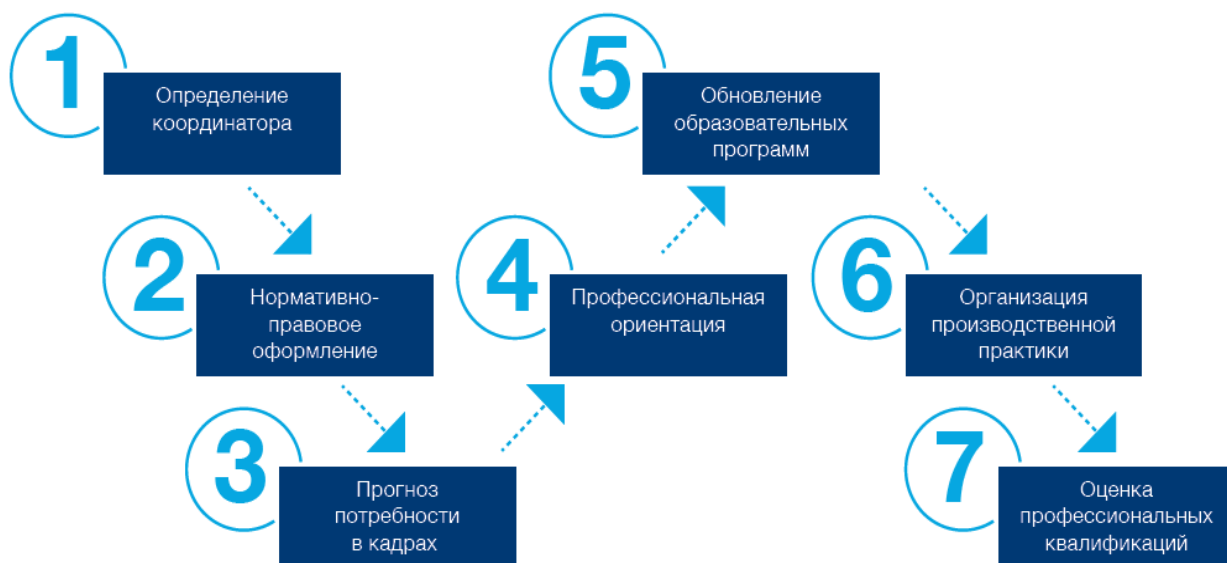 1
Определение
координатора
2
Нормативно-
правовое
оформление
3
Прогноз
потребности
в кадрах
4
Профессиональная
ориентация
5
Обновление
образовательных
программ
6
Организация
производственной
практики
7
Оценка
профессиональных
квалификаций